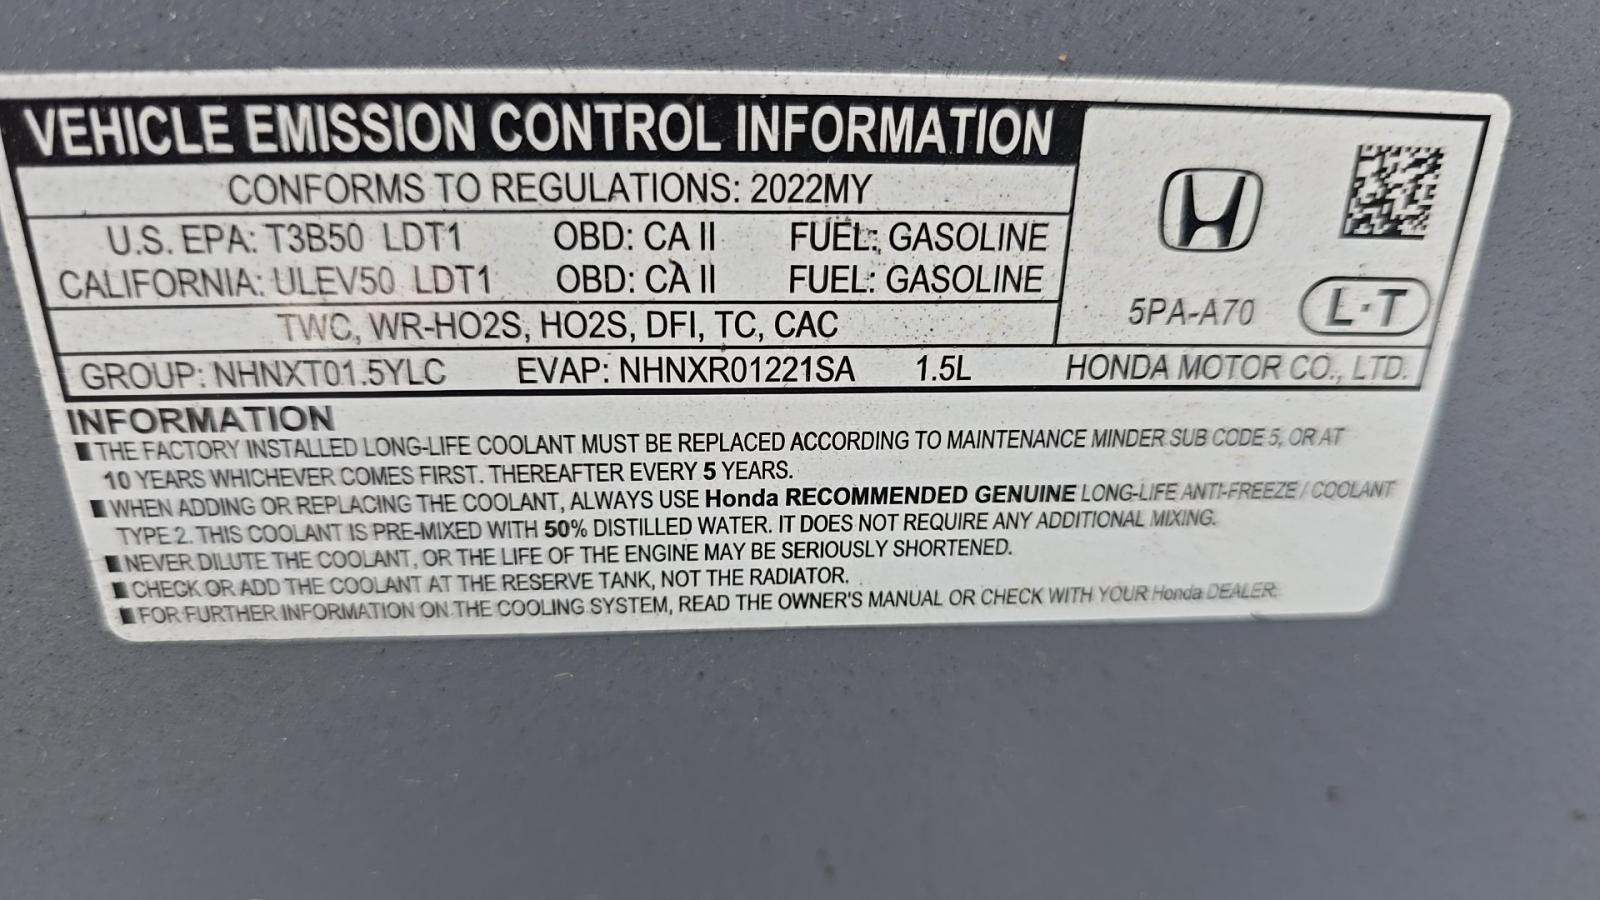 VEHICLE EMISSION CONTROL INFORMATION
CONFORMS TO REGULATIONS: 2022MY
U.S. EPA: T3B50 LDT1 OBD: CA II FUEL: GASOLINE
CALIFORNIA: ULEV50 LDT1 OBD: CA II FUEL: GASOLINE
TWC, WR-HO2S, HO2S, DFI, TC, CAC
5PA-A70 L·T
GROUP: NHNXT01.5YLC EVAP: NHNXR01221SA 1.5L HONDA MOTOR CO., LTD.
INFORMATION
■ THE FACTORY INSTALLED LONG-LIFE COOLANT MUST BE REPLACED ACCORDING TO MAINTENANCE MINDER SUB CODE 5, OR AT
10 YEARS WHICHEVER COMES FIRST. THEREAFTER EVERY 5 YEARS.
■ WHEN ADDING OR REPLACING THE COOLANT, ALWAYS USE Honda RECOMMENDED GENUINE LONG-LIFE ANTI-FREEZE / COOLANT
TYPE 2. THIS COOLANT IS PRE-MIXED WITH 50% DISTILLED WATER. IT DOES NOT REQUIRE ANY ADDITIONAL MIXING.
■ NEVER DILUTE THE COOLANT, OR THE LIFE OF THE ENGINE MAY BE SERIOUSLY SHORTENED.
■ CHECK OR ADD THE COOLANT AT THE RESERVE TANK, NOT THE RADIATOR.
■ FOR FURTHER INFORMATION ON THE COOLING SYSTEM, READ THE OWNER'S MANUAL OR CHECK WITH YOUR Honda DEALER.